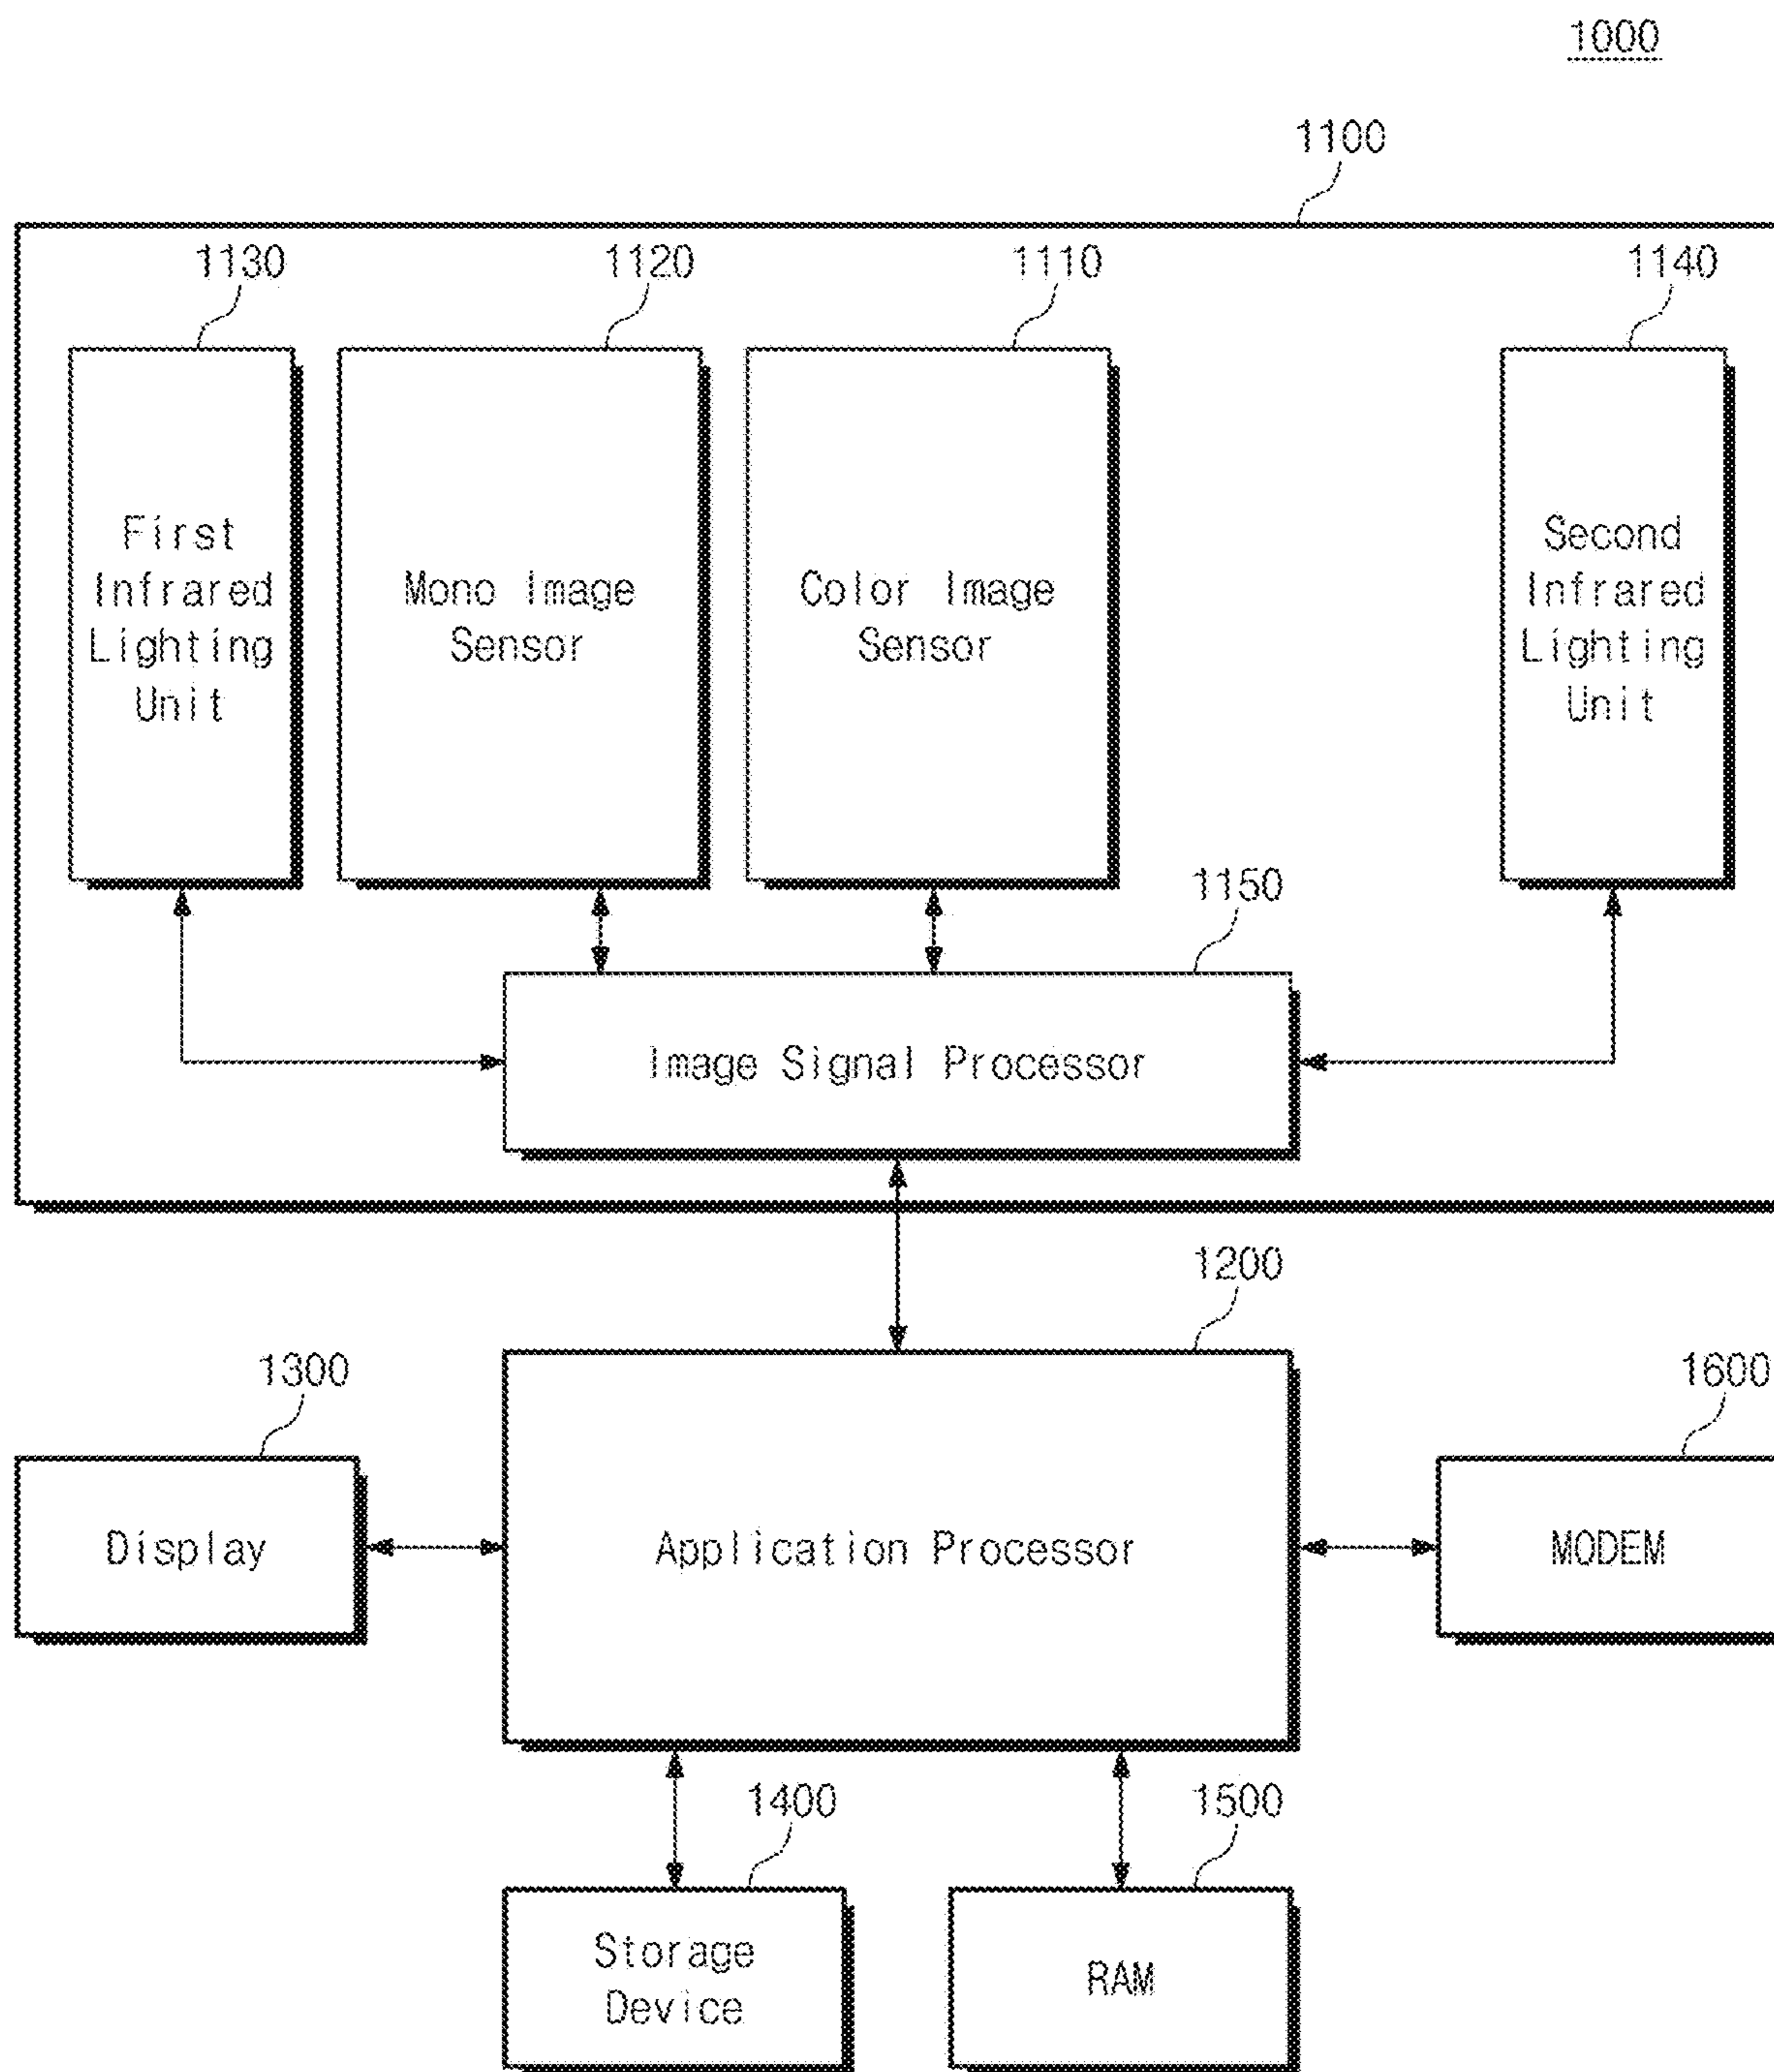 1000
1100
1130
1120
1110
1140
First
Infrared
Lighting
Unit
Mono Image
Sensor
Color Image
Sensor
Second
Infrared
Lighting
Unit
1150
Image Signal Processor
1200
1300
1600
Display
Application Processor
MODEM
1400
1500
Storage
Device
RAM